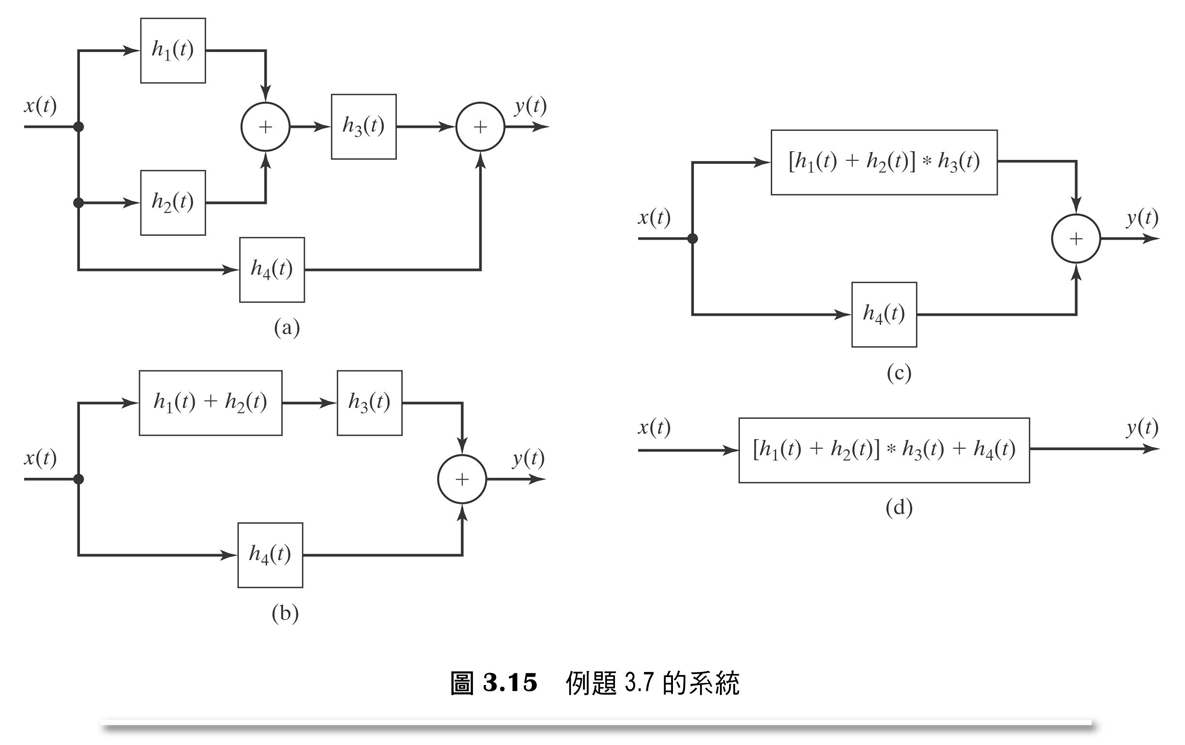 h₁(t)
x(t)
+
h₃(t)
+
y(t)
h₂(t)
h₄(t)
(a)
h₁(t) + h₂(t)
h₃(t)
x(t)
+
y(t)
h₄(t)
(b)
[h₁(t) + h₂(t)] * h₃(t)
x(t)
+
y(t)
h₄(t)
(c)
x(t)
[h₁(t) + h₂(t)] * h₃(t) + h₄(t)
y(t)
(d)
圖 3.15 例題 3.7 的系統